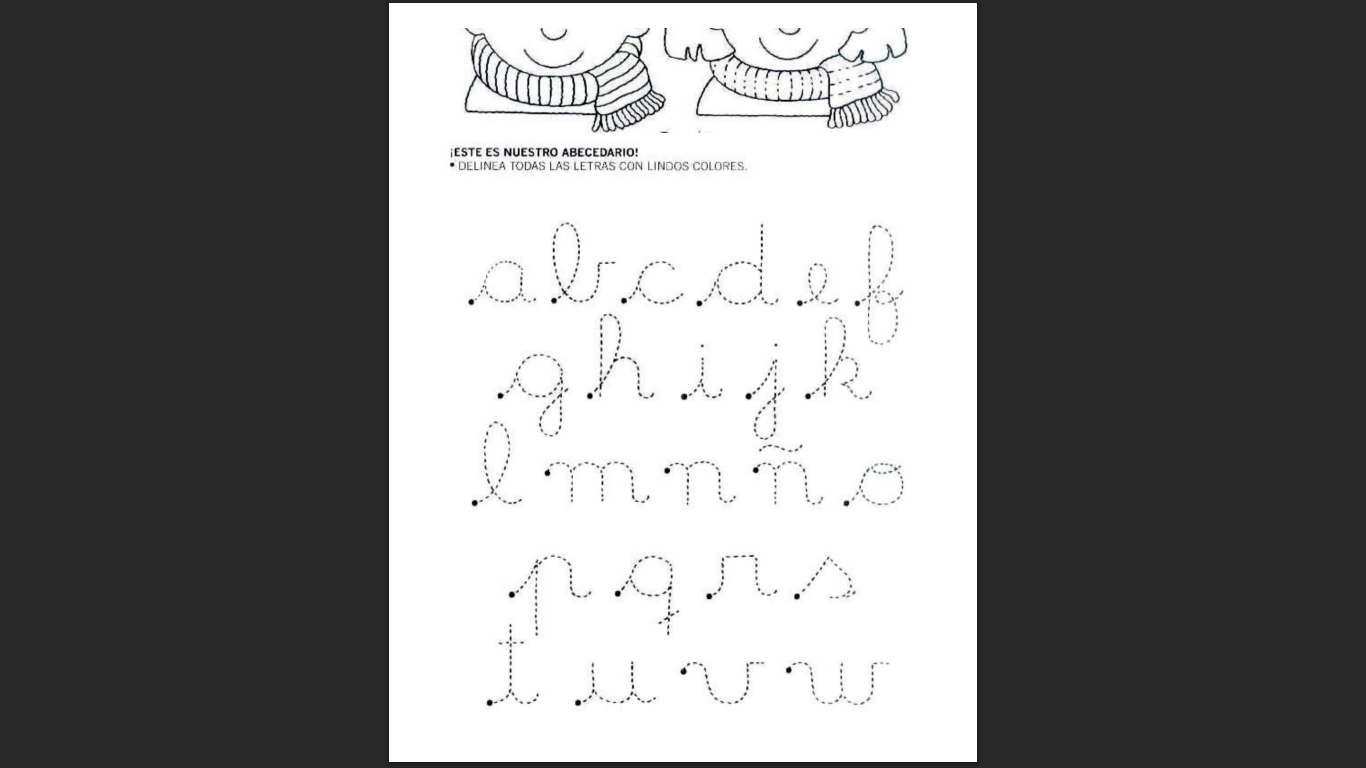 ¡ESTE ES NUESTRO ABECEDARIO!
• DELINEA TODAS LAS LETRAS CON LINDOS COLORES.
a b c d e f
g h i j k
l m n ñ o
p q r s
t u v w